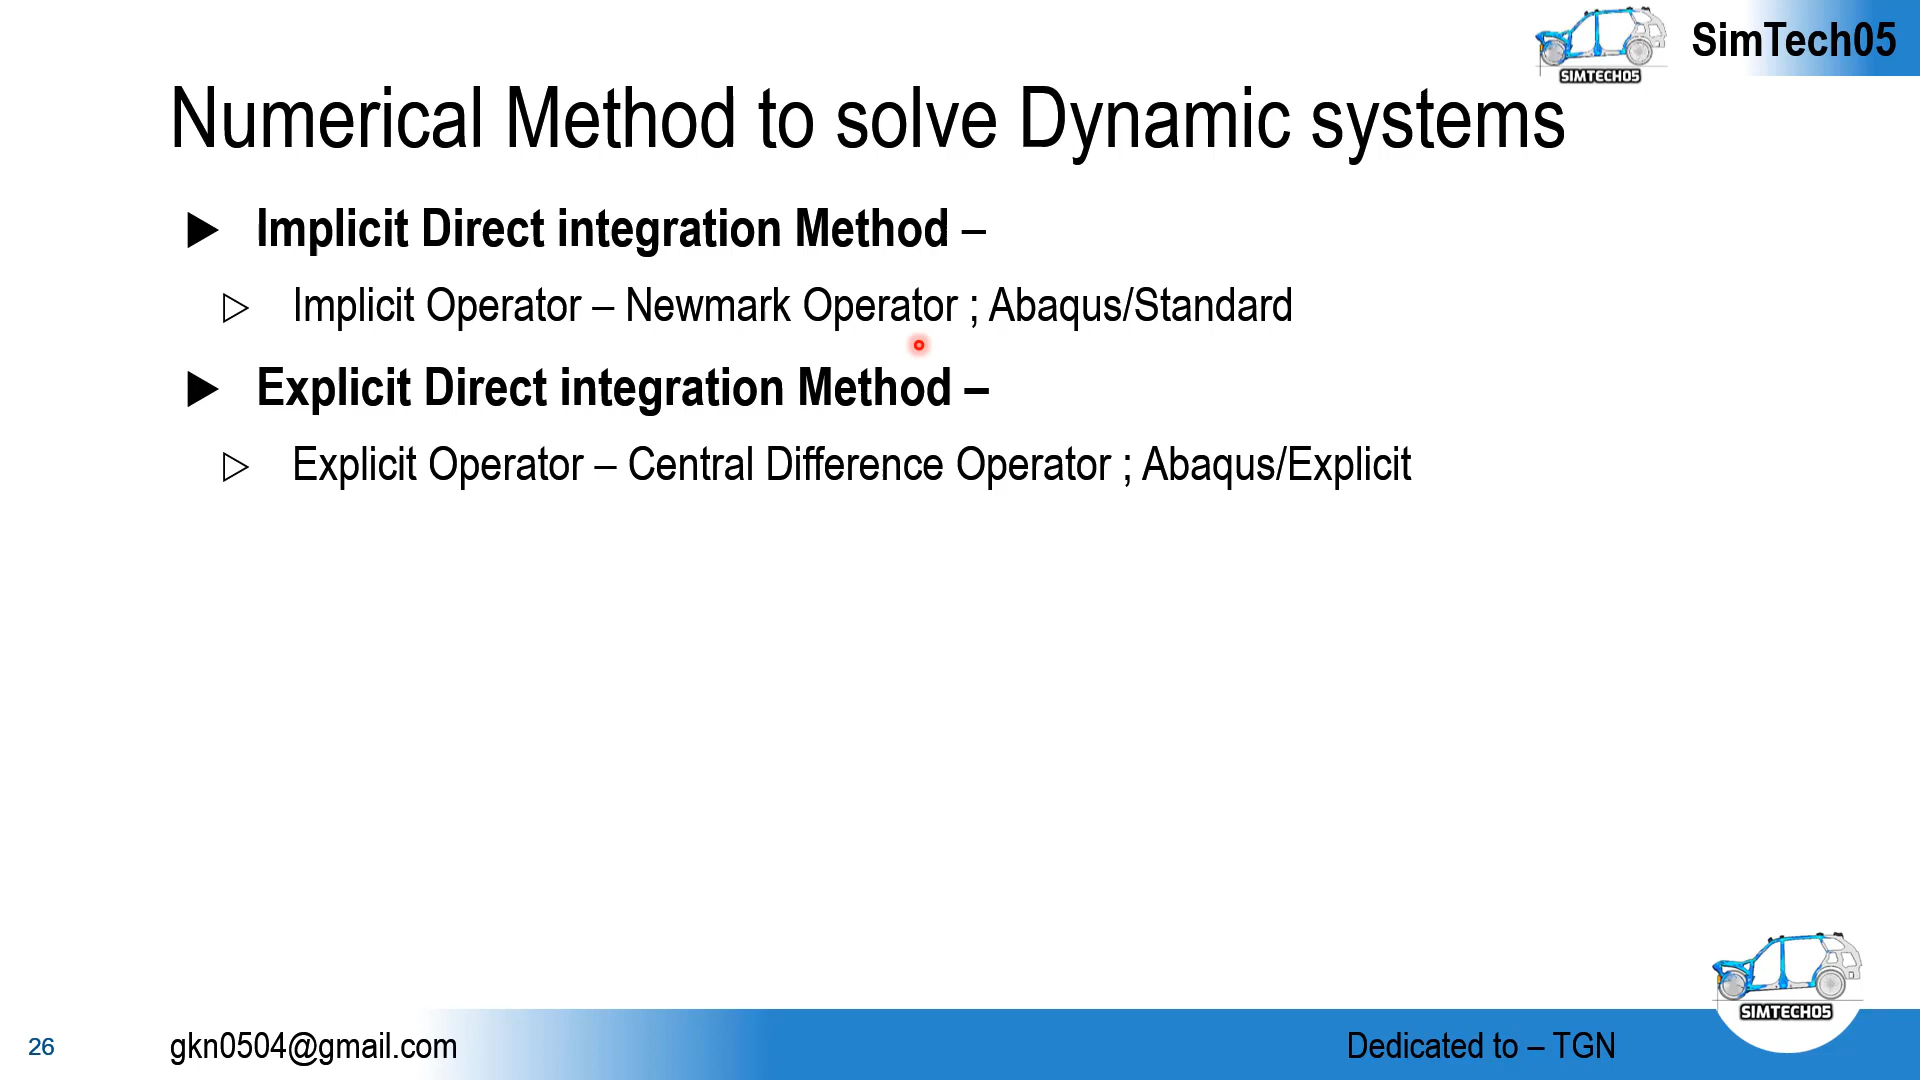 SimTech05
SIMTECH05
Numerical Method to solve Dynamic systems
Implicit Direct integration Method –
Implicit Operator – Newmark Operator ; Abaqus/Standard
Explicit Direct integration Method –
Explicit Operator – Central Difference Operator ; Abaqus/Explicit
SIMTECH05
26
gkn0504@gmail.com
Dedicated to – TGN